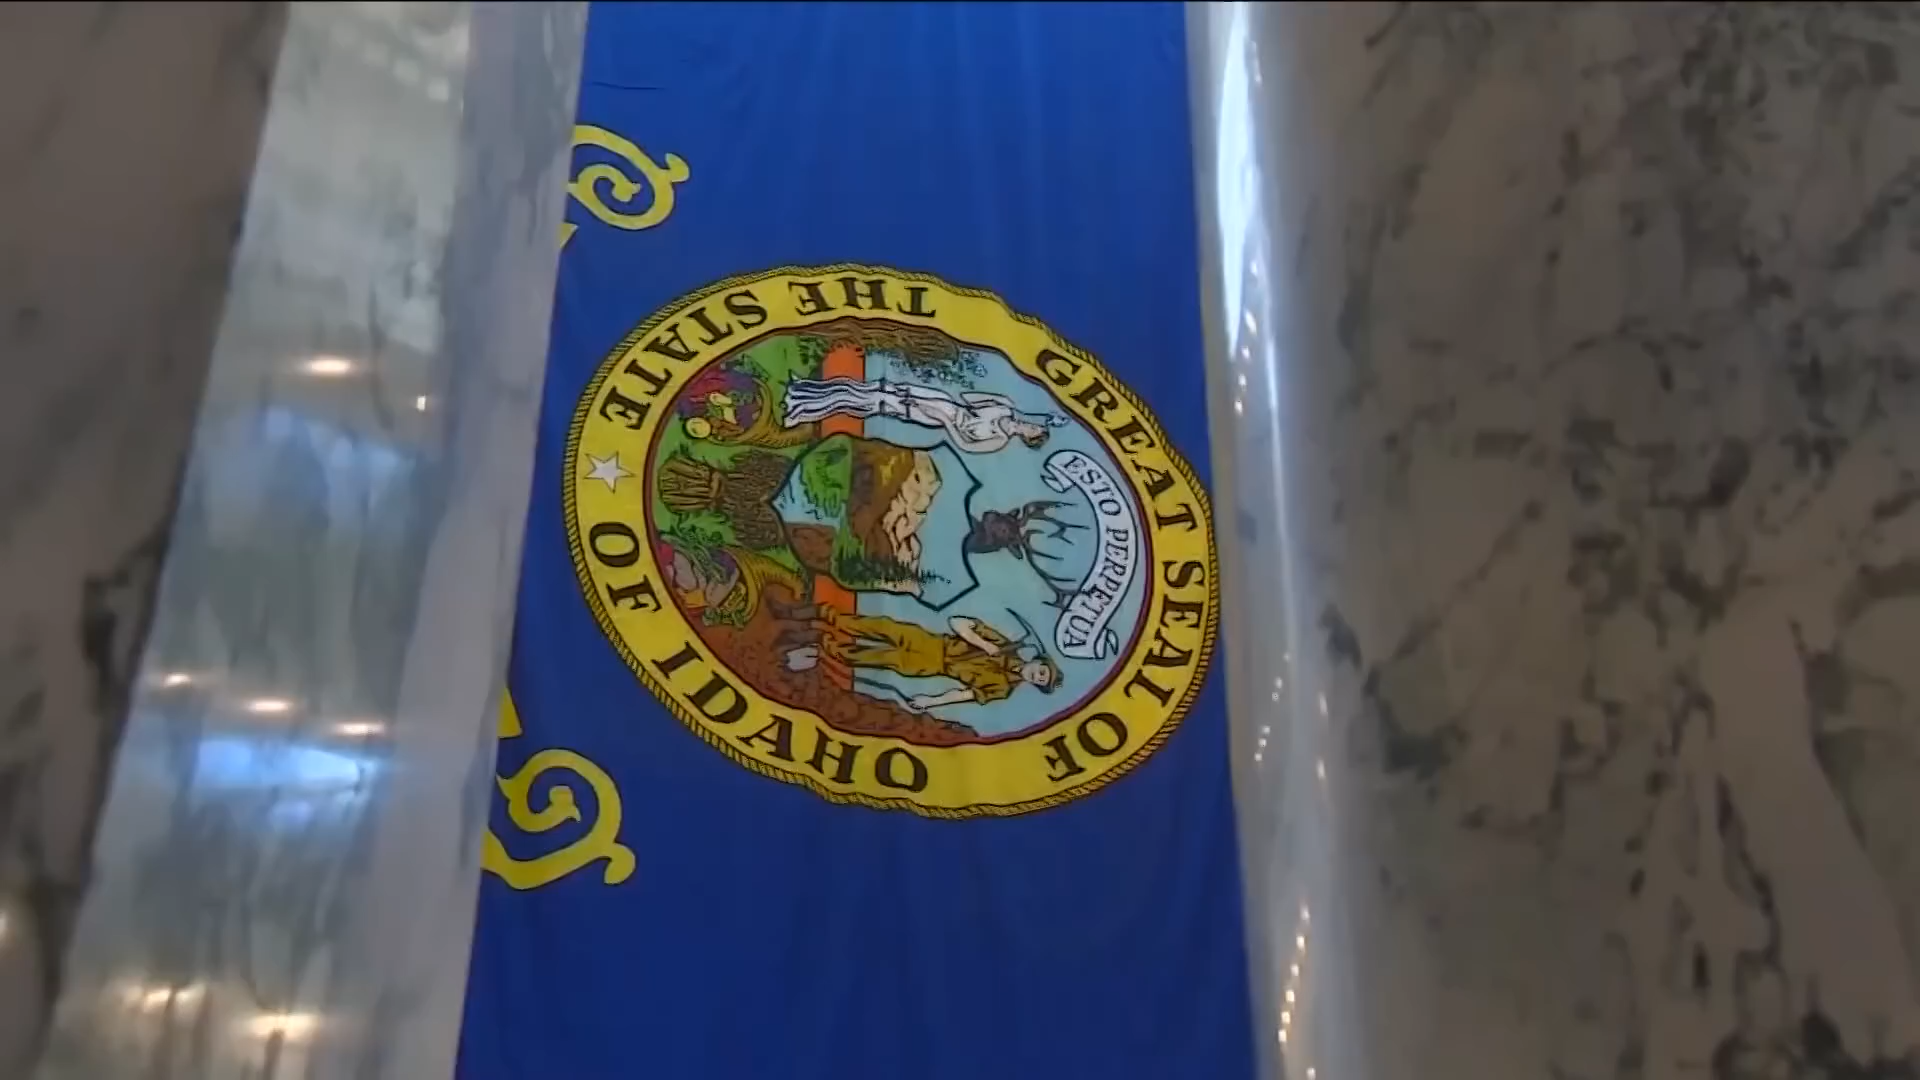 GREAT SEAL OF
THE STATE OF IDAHO
ESTO PERPETUA